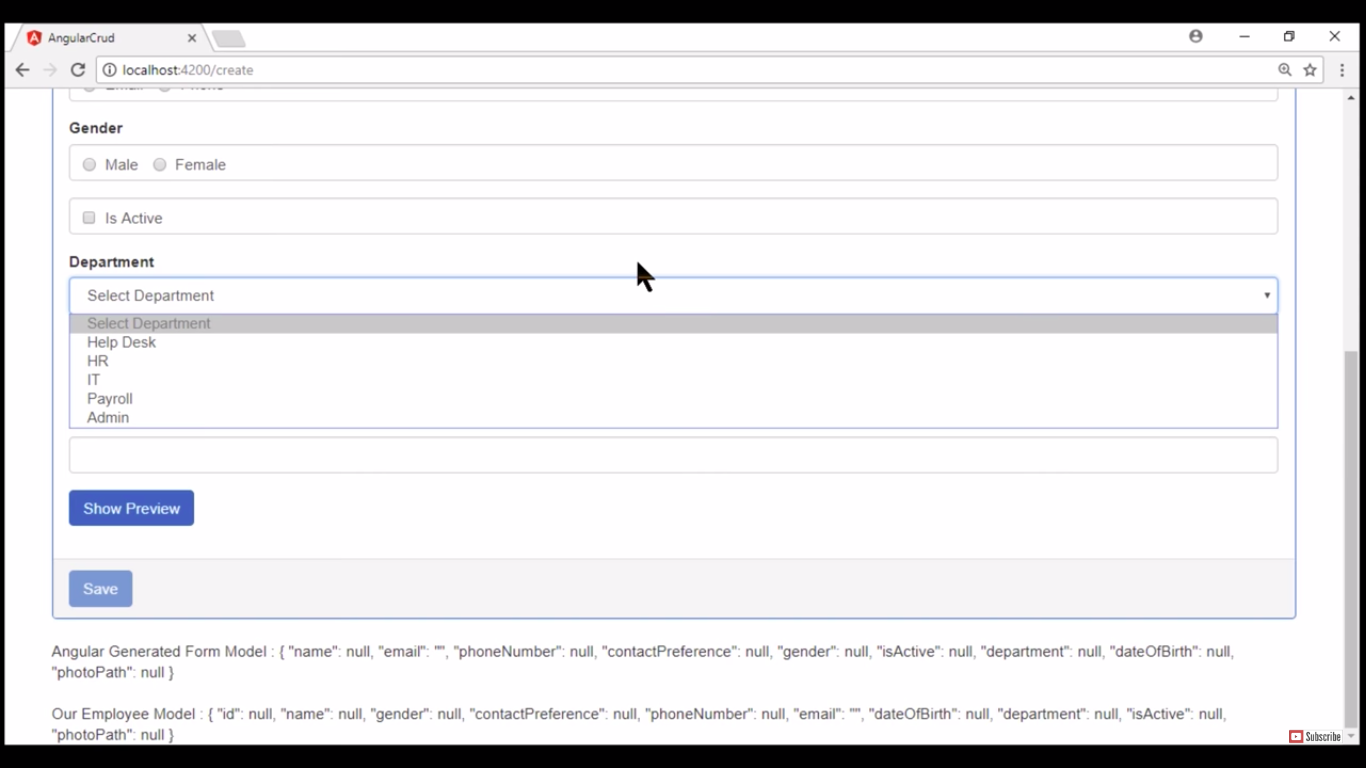 AngularCrud
localhost:4200/create
Gender
Male Female
Is Active
Department
Select Department
Select Department
Help Desk
HR
IT
Payroll
Admin
Show Preview
Save
Angular Generated Form Model : { "name": null, "email": "", "phoneNumber": null, "contactPreference": null, "gender": null, "isActive": null, "department": null, "dateOfBirth": null,
"photoPath": null }
Our Employee Model : { "id": null, "name": null, "gender": null, "contactPreference": null, "phoneNumber": null, "email": "", "dateOfBirth": null, "department": null, "isActive": null,
"photoPath": null }
Subscribe